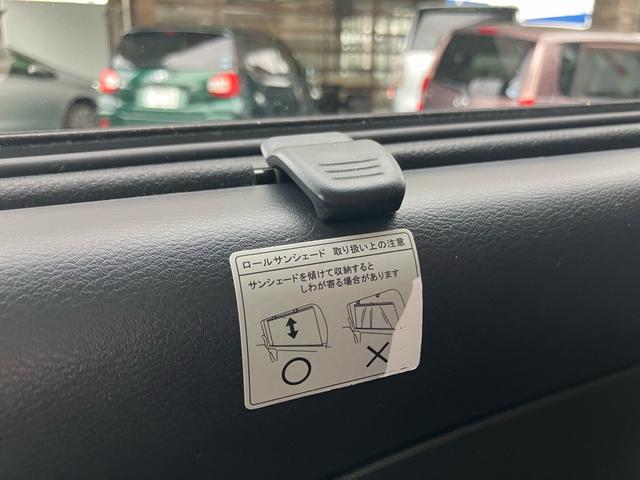 ロールサンシェード 取り扱い上の注意
サンシェードを傾けて収納すると
しわが寄る場合があります